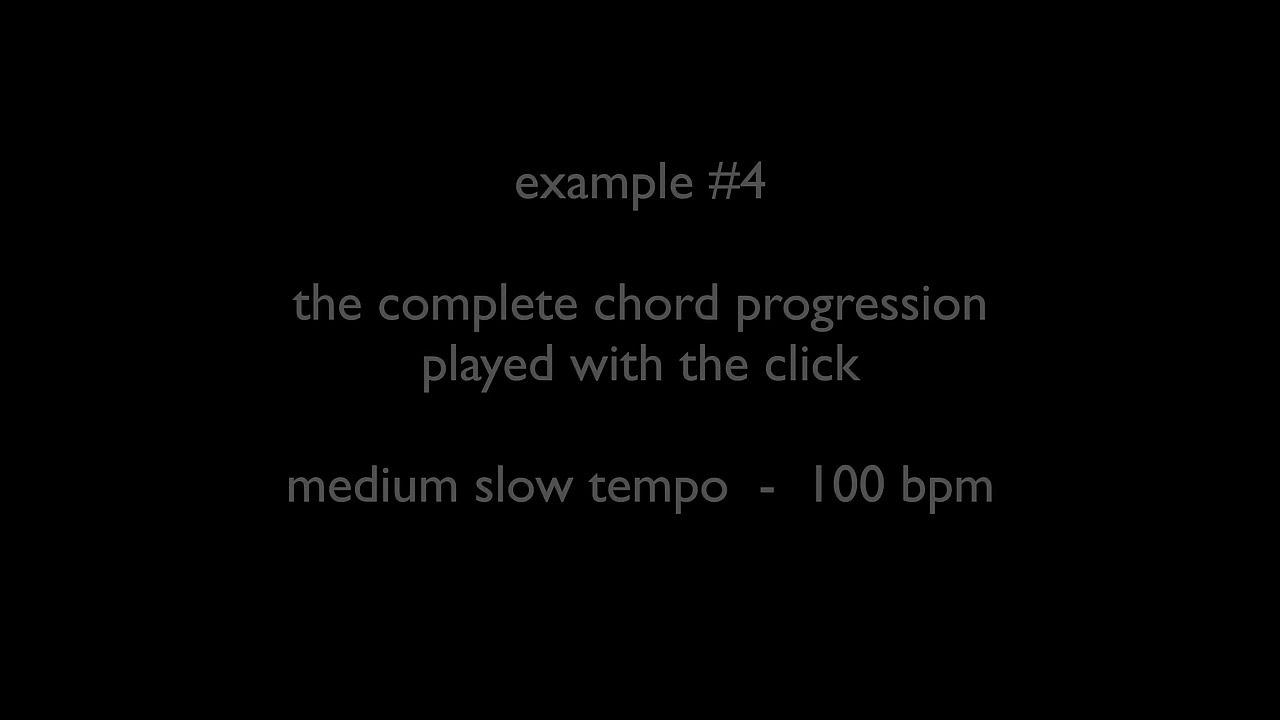 example #4
the complete chord progression
played with the click
medium slow tempo  -  100 bpm